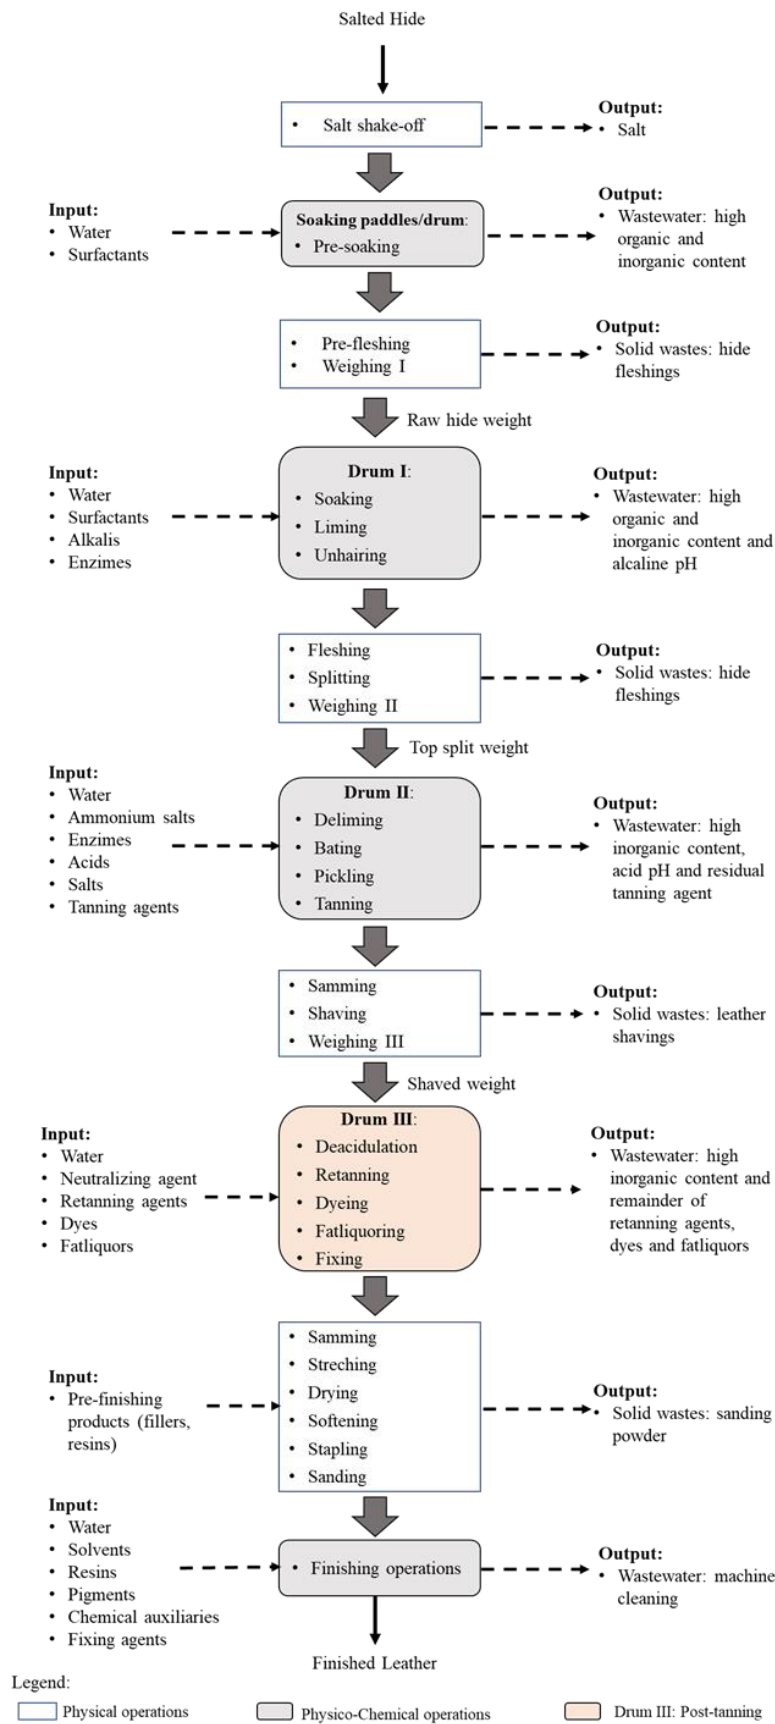 Salted Hide
• Salt shake-off
Output:
• Salt
Input:
• Water
• Surfactants
Soaking paddles/drum:
• Pre-soaking
Output:
• Wastewater: high
organic and
inorganic content
• Pre-fleshing
• Weighing I
Output:
• Solid wastes: hide
fleshings
Raw hide weight
Input:
• Water
• Surfactants
• Alkalis
• Enzimes
Drum I:
• Soaking
• Liming
• Unhairing
Output:
• Wastewater: high
organic and
inorganic content and
alcaline pH
• Fleshing
• Splitting
• Weighing II
Output:
• Solid wastes: hide
fleshings
Top split weight
Input:
• Water
• Ammonium salts
• Enzimes
• Acids
• Salts
• Tanning agents
Drum II:
• Deliming
• Bating
• Pickling
• Tanning
Output:
• Wastewater: high
inorganic content,
acid pH and residual
tanning agent
• Samming
• Shaving
• Weighing III
Output:
• Solid wastes: leather
shavings
Shaved weight
Input:
• Water
• Neutralizing agent
• Retanning agents
• Dyes
• Fatliquors
Drum III:
• Deacidulation
• Retanning
• Dyeing
• Fatliquoring
• Fixing
Output:
• Wastewater: high
inorganic content and
remainder of
retanning agents,
dyes and fatliquors
Input:
• Pre-finishing
products (fillers,
resins)
• Samming
• Streching
• Drying
• Softening
• Stapling
• Sanding
Output:
• Solid wastes: sanding
powder
Input:
• Water
• Solvents
• Resins
• Pigments
• Chemical auxiliaries
• Fixing agents
• Finishing operations
Output:
• Wastewater: machine
cleaning
Finished Leather
Legend:
Physical operations
Physico-Chemical operations
Drum III: Post-tanning